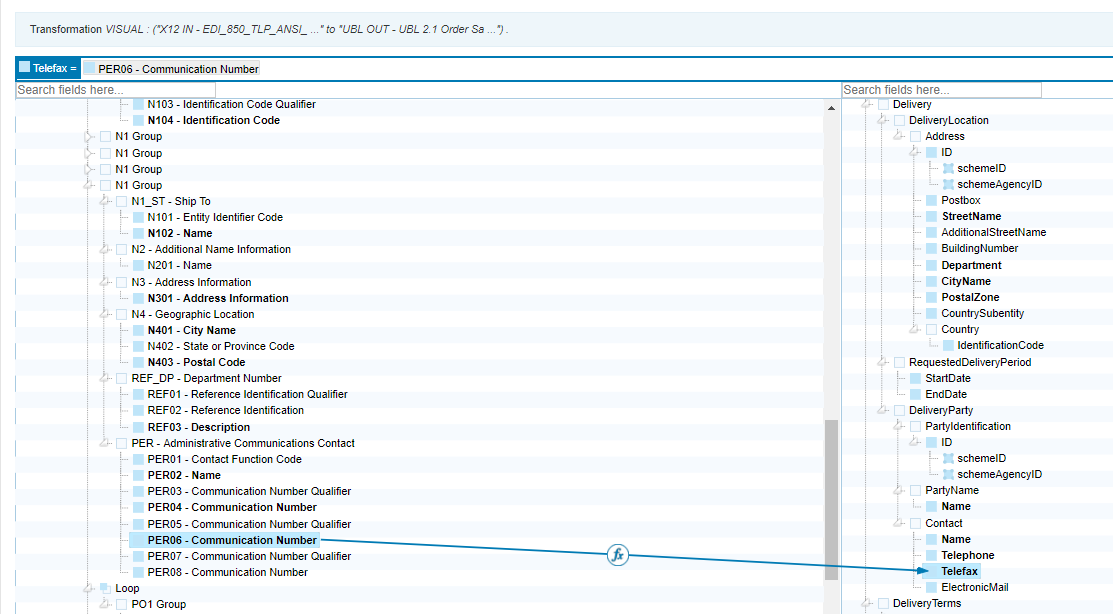 Transformation VISUAL : ("X12 IN - EDI_850_TLP_ANSI_ ..." to "UBL OUT - UBL 2.1 Order Sa ...") .
Telefax = PER06 - Communication Number
Search fields here...
N103 - Identification Code Qualifier
N104 - Identification Code
N1 Group
N1 Group
N1 Group
N1 Group
N1_ST - Ship To
N101 - Entity Identifier Code
N102 - Name
N2 - Additional Name Information
N201 - Name
N3 - Address Information
N301 - Address Information
N4 - Geographic Location
N401 - City Name
N402 - State or Province Code
N403 - Postal Code
REF_DP - Department Number
REF01 - Reference Identification Qualifier
REF02 - Reference Identification
REF03 - Description
PER - Administrative Communications Contact
PER01 - Contact Function Code
PER02 - Name
PER03 - Communication Number Qualifier
PER04 - Communication Number
PER05 - Communication Number Qualifier
PER06 - Communication Number
PER07 - Communication Number Qualifier
PER08 - Communication Number
Loop
PO1 Group
fx
Search fields here...
Delivery
DeliveryLocation
Address
ID
schemeID
schemeAgencyID
Postbox
StreetName
AdditionalStreetName
BuildingNumber
Department
CityName
PostalZone
CountrySubentity
Country
IdentificationCode
RequestedDeliveryPeriod
StartDate
EndDate
DeliveryParty
PartyIdentification
ID
schemeID
schemeAgencyID
PartyName
Name
Contact
Name
Telephone
Telefax
ElectronicMail
DeliveryTerms